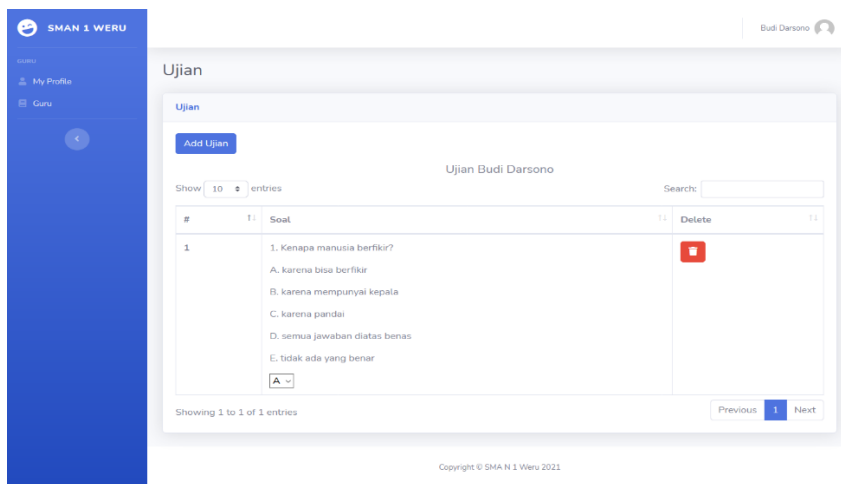 SMAN 1 WERU
Budi Darsono
GURU
My Profile
Guru
Ujian
Ujian
Add Ujian
Ujian Budi Darsono
Show 10 entries
Search:
# Soal Delete
1 1. Kenapa manusia berfikir?
A. karena bisa berfikir
B. karena mempunyai kepala
C. karena pandai
D. semua jawaban diatas benas
E. tidak ada yang benar
A
Showing 1 to 1 of 1 entries
Previous 1 Next
Copyright © SMA N 1 Weru 2021